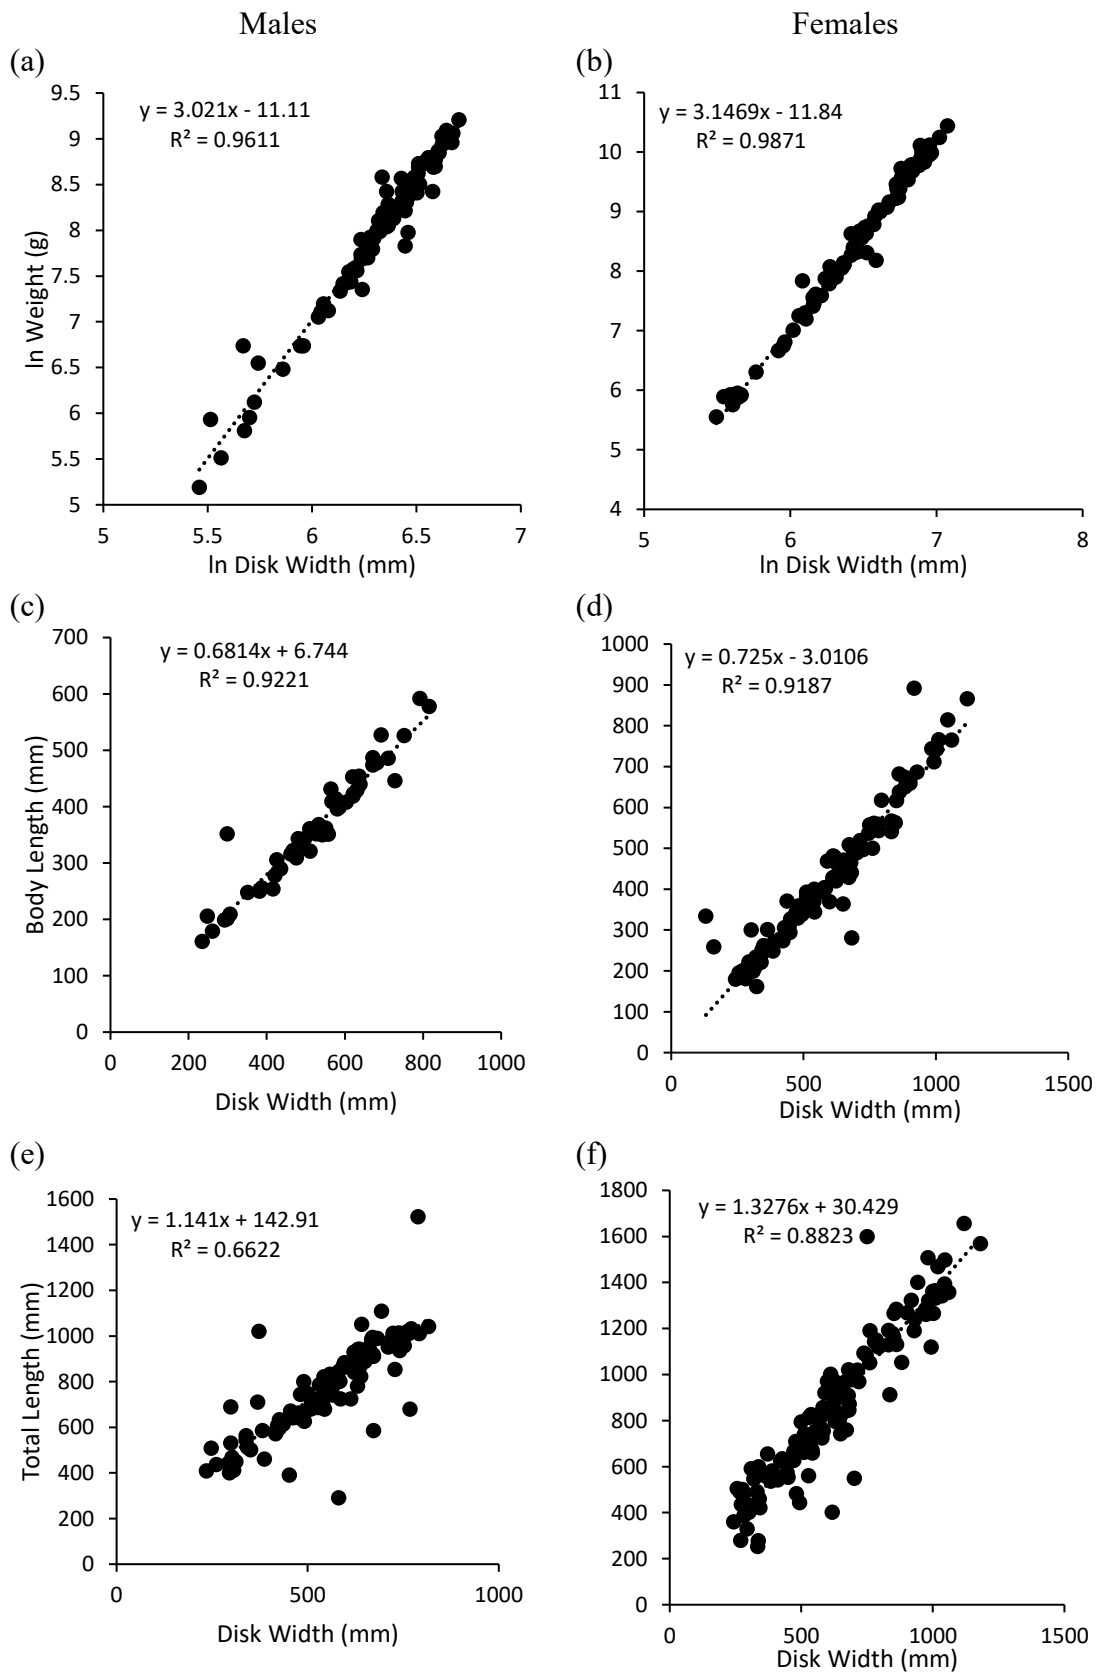 Males
Females
(a)
(b)
y = 3.021x - 11.11
R² = 0.9611
ln Weight (g)
9.5
9
8.5
8
7.5
7
6.5
6
5.5
5
5
5.5
6
6.5
7
ln Disk Width (mm)
y = 3.1469x - 11.84
R² = 0.9871
11
10
9
8
7
6
5
4
5
6
7
8
ln Disk Width (mm)
(c)
(d)
y = 0.6814x + 6.744
R² = 0.9221
Body Length (mm)
700
600
500
400
300
200
100
0
0
200
400
600
800
1000
Disk Width (mm)
y = 0.725x - 3.0106
R² = 0.9187
1000
900
800
700
600
500
400
300
200
100
0
0
500
1000
1500
Disk Width (mm)
(e)
(f)
y = 1.141x + 142.91
R² = 0.6622
Total Length (mm)
1600
1400
1200
1000
800
600
400
200
0
0
500
1000
Disk Width (mm)
y = 1.3276x + 30.429
R² = 0.8823
1800
1600
1400
1200
1000
800
600
400
200
0
0
500
1000
1500
Disk Width (mm)